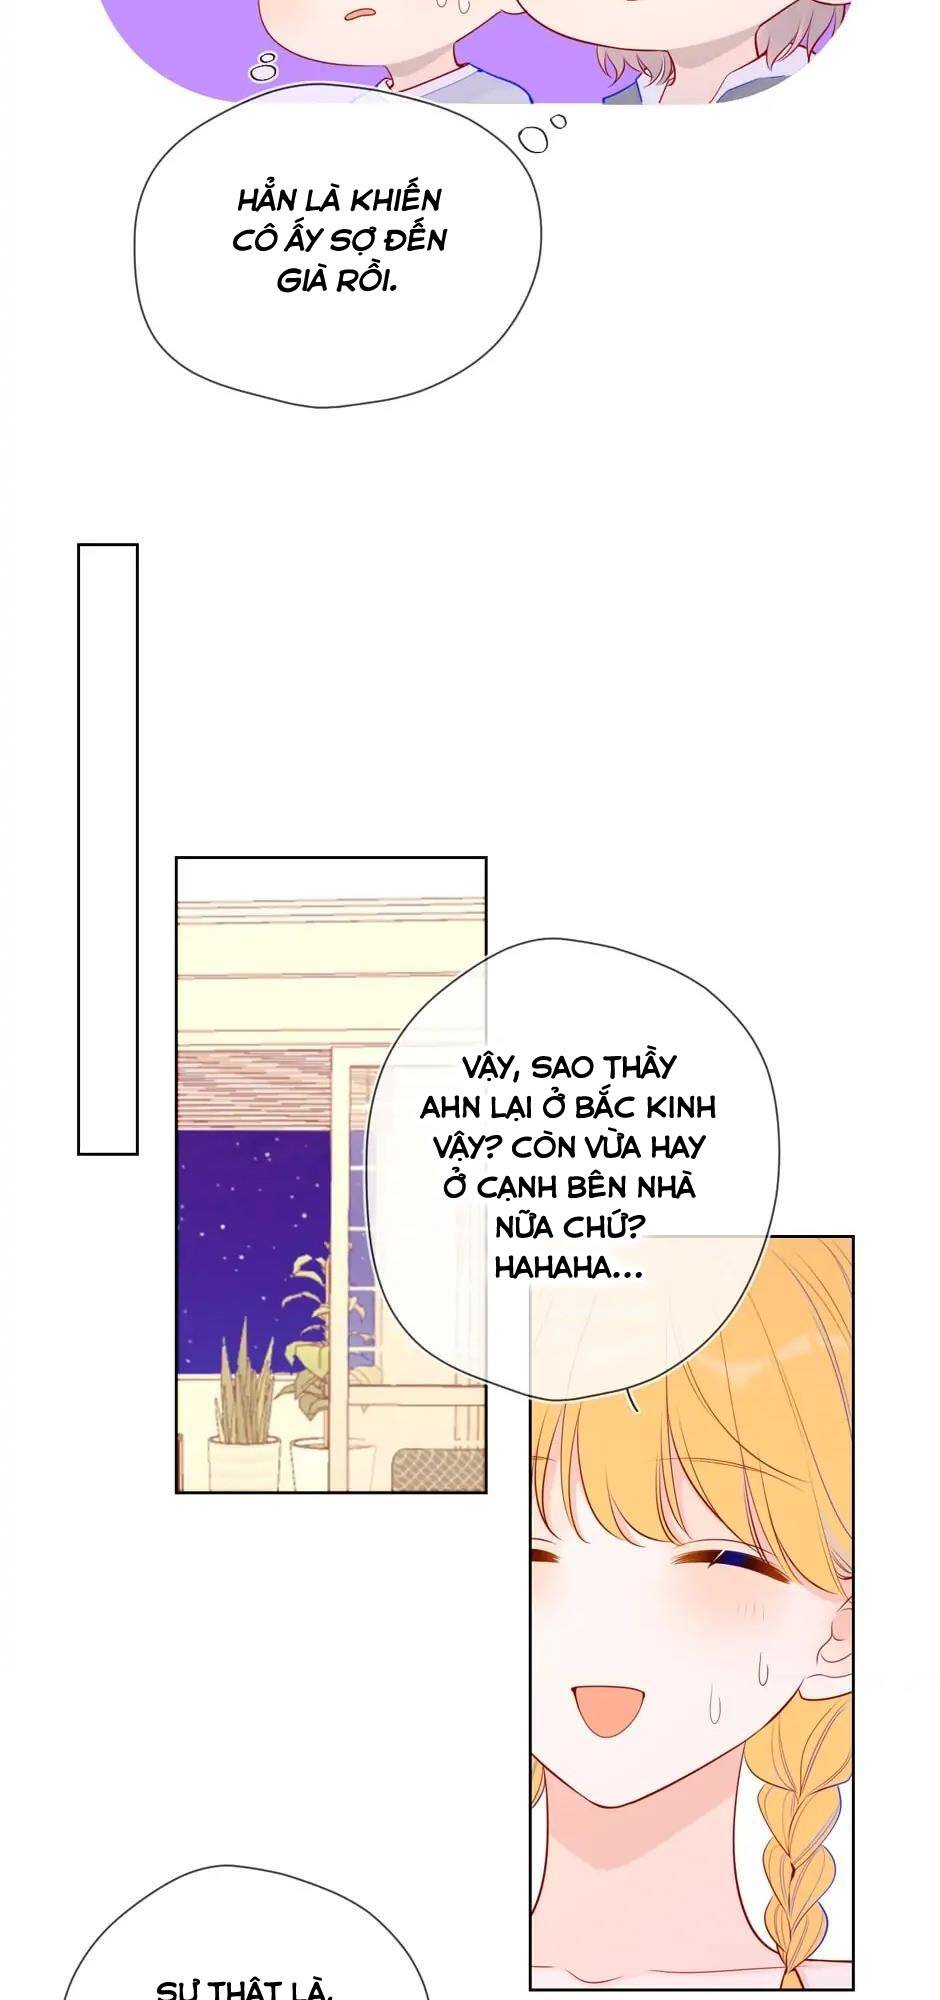 HẲN LÀ KHIẾN
CÔ ẤY SỢ ĐẾN
GIÀ RỒI.
VẬY, SAO THẦY
AHN LẠI Ở BẮC KINH
VẬY? CÒN VỪA HAY
Ở CẠNH BÊN NHÀ
NỮA CHỨ?
HAHAHA...
SỰ THẬT LÀ,